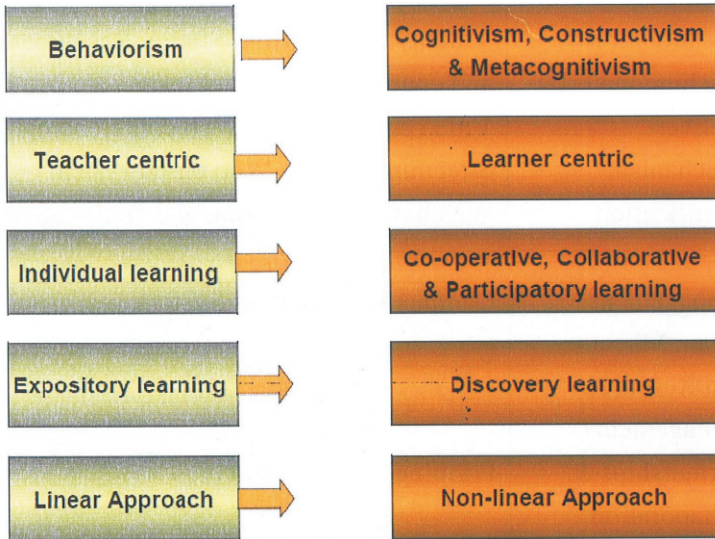 Behaviorism
Cognitivism, Constructivism
& Metacognitivism
Teacher centric
Learner centric
Individual learning
Co-operative, Collaborative
& Participatory learning
Expository learning
Discovery learning
Linear Approach
Non-linear Approach